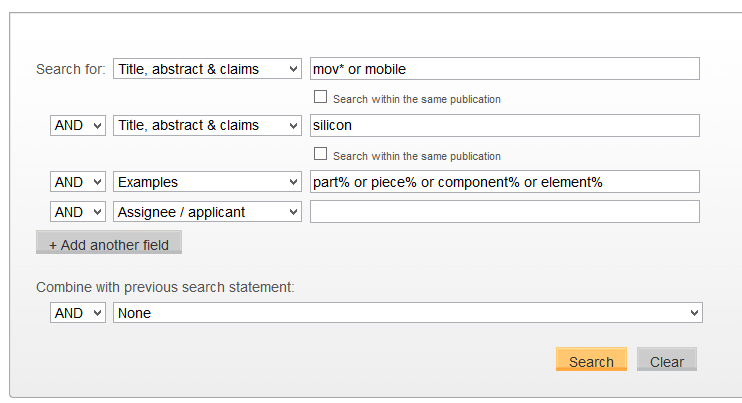 Search for: Title, abstract & claims mov* or mobile
Search within the same publication
AND Title, abstract & claims silicon
Search within the same publication
AND Examples part% or piece% or component% or element%
AND Assignee / applicant
+ Add another field
Combine with previous search statement:
AND None
Search Clear